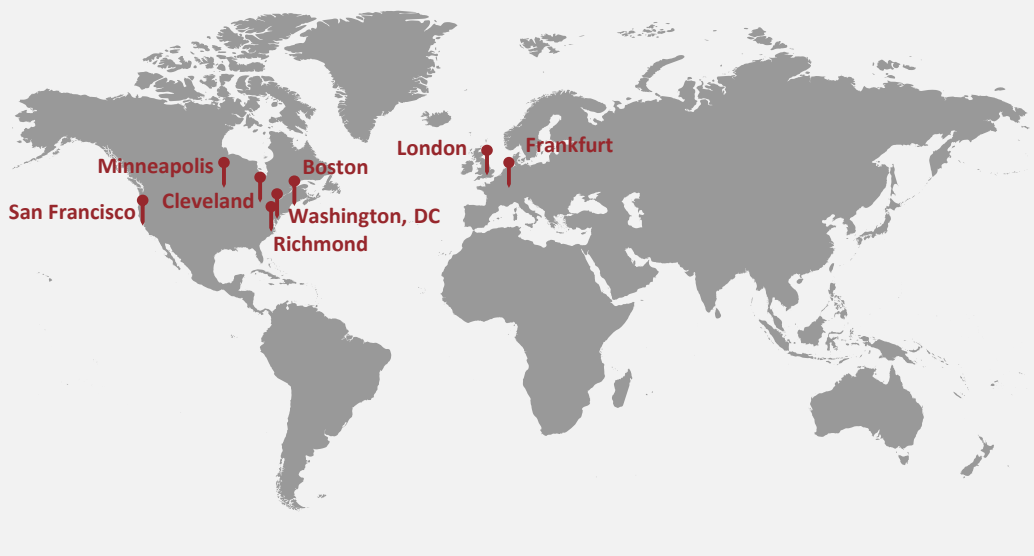 London
Frankfurt
Minneapolis
Boston
San Francisco
Cleveland
Washington, DC
Richmond